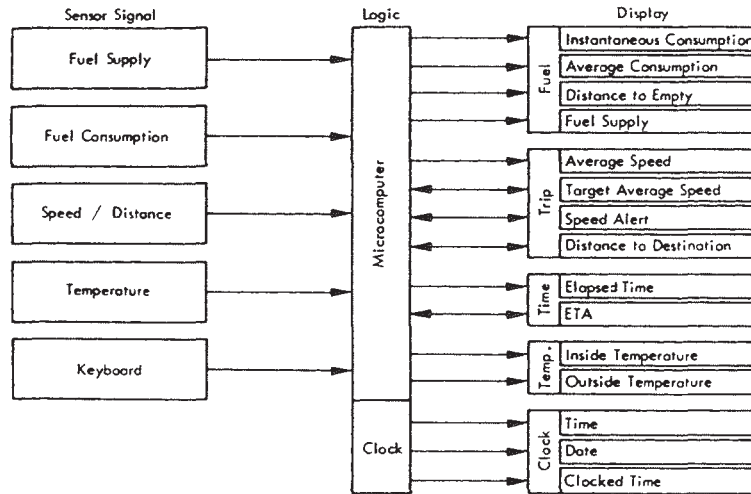 Sensor Signal
Logic
Display
Fuel Supply
Fuel Consumption
Speed / Distance
Temperature
Keyboard
Microcomputer
Clock
Fuel
Instantaneous Consumption
Average Consumption
Distance to Empty
Fuel Supply
Trip
Average Speed
Target Average Speed
Speed Alert
Distance to Destination
Time
Elapsed Time
ETA
Temp.
Inside Temperature
Outside Temperature
Clock
Time
Date
Clocked Time